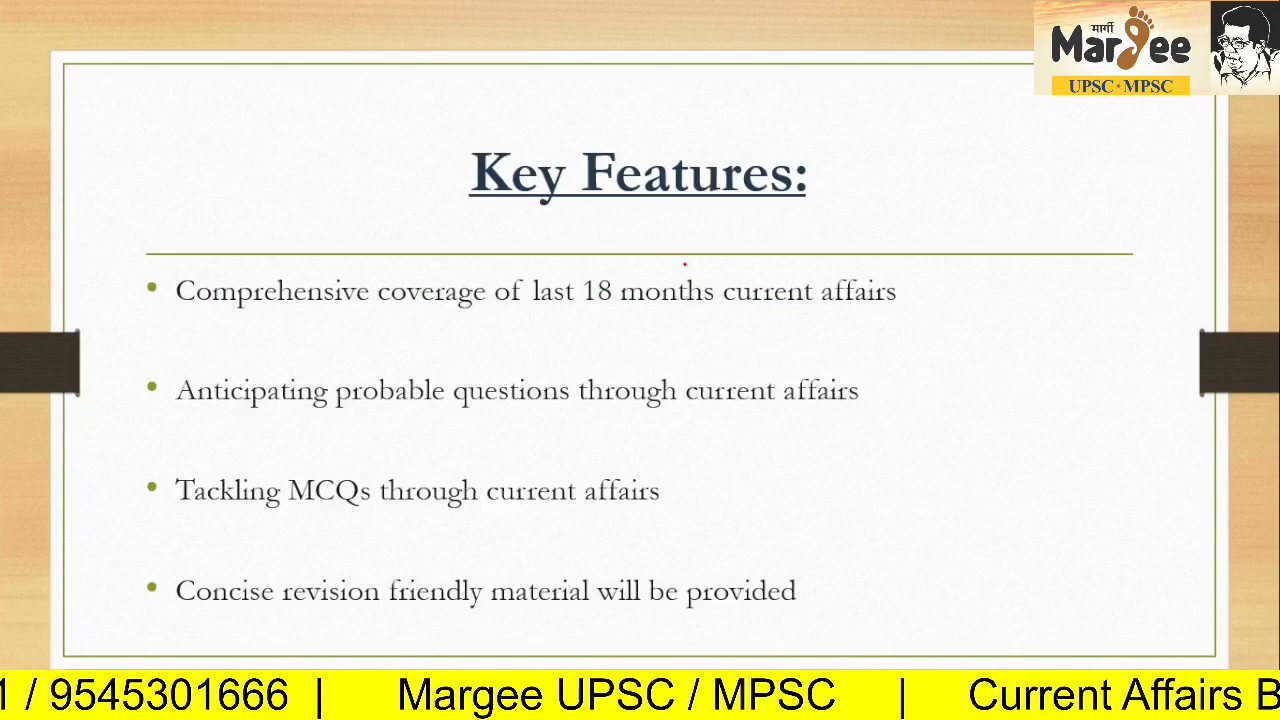 मार्गी
Margee
UPSC • MPSC
Key Features:
• Comprehensive coverage of last 18 months current affairs
• Anticipating probable questions through current affairs
• Tackling MCQs through current affairs
• Concise revision friendly material will be provided
1 / 9545301666 | Margee UPSC / MPSC | Current Affairs B